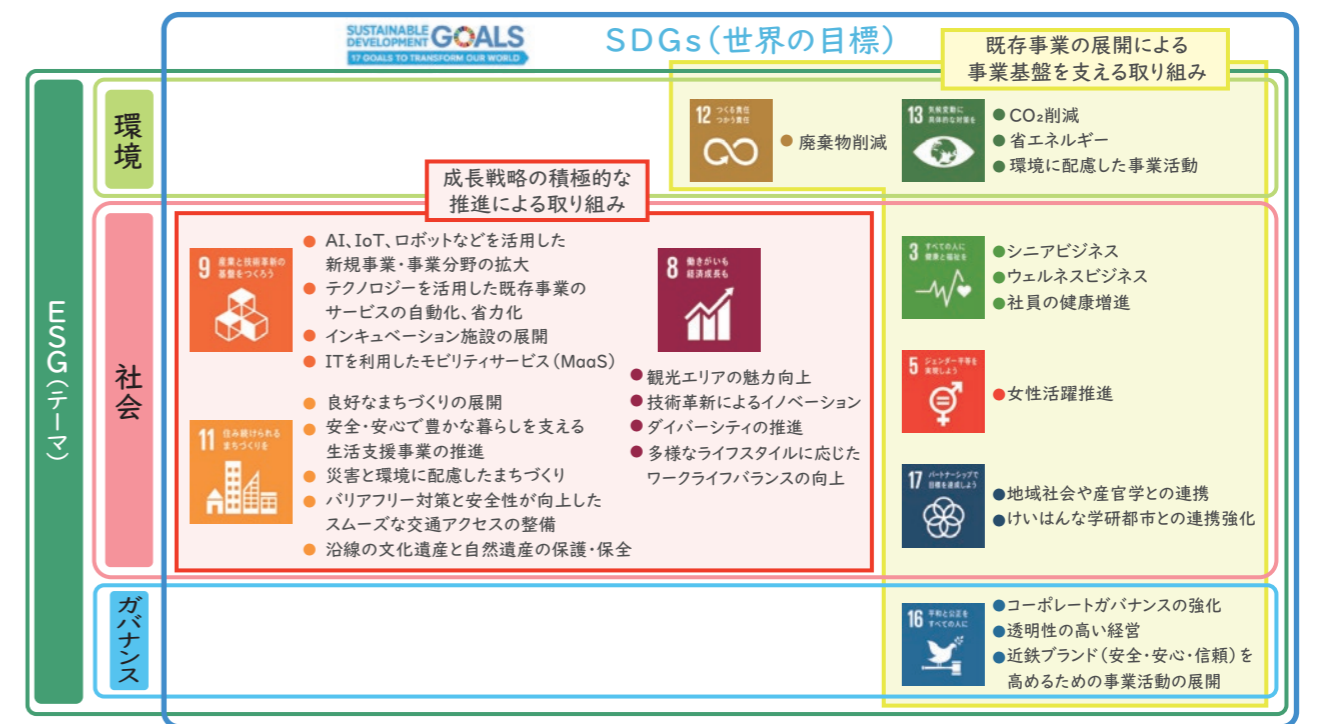 SUSTAINABLE
DEVELOPMENT GOALS
17 GOALS TO TRANSFORM OUR WORLD
SDGs(世界の目標)
既存事業の展開による
事業基盤を支える取り組み
ESG(テーマ)
環境
12 つくる責任
つかう責任
● 廃棄物削減
13 気候変動に
具体的な対策を
● CO₂削減
● 省エネルギー
● 環境に配慮した事業活動
成長戦略の積極的な
推進による取り組み
社会
9 産業と技術革新の
基盤をつくろう
● AI、IoT、ロボットなどを活用した
新規事業・事業分野の拡大
● テクノロジーを活用した既存事業の
サービスの自動化、省力化
● インキュベーション施設の展開
● ITを利用したモビリティサービス(MaaS)
11 住み続けられる
まちづくりを
● 良好なまちづくりの展開
● 安全・安心で豊かな暮らしを支える
生活支援事業の推進
● 災害と環境に配慮したまちづくり
● バリアフリー対策と安全性が向上した
スムーズな交通アクセスの整備
● 沿線の文化遺産と自然遺産の保護・保全
8 働きがいも
経済成長も
● 観光エリアの魅力向上
● 技術革新によるイノベーション
● ダイバーシティの推進
● 多様なライフスタイルに応じた
ワークライフバランスの向上
3 すべての人に
健康と福祉を
●シニアビジネス
●ウェルネスビジネス
●社員の健康増進
5 ジェンダー平等を
実現しよう
●女性活躍推進
17 パートナーシップで
目標を達成しよう
●地域社会や産官学との連携
●けいはんな学研都市との連携強化
ガバナンス
16 平和と公正を
すべての人に
●コーポレートガバナンスの強化
●透明性の高い経営
●近鉄ブランド(安全・安心・信頼)を
高めるための事業活動の展開